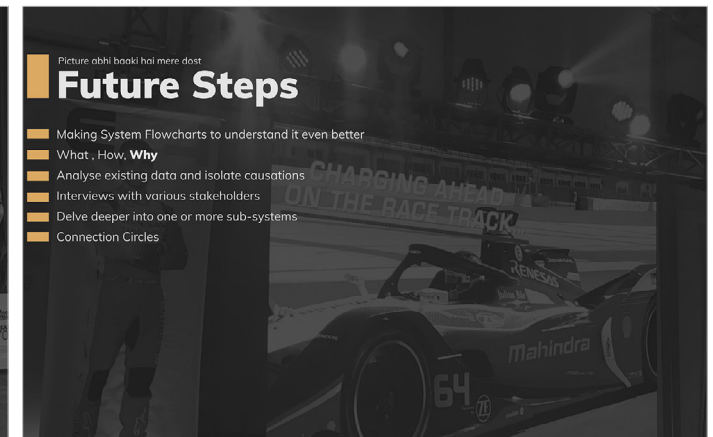 Picture abhi baaki hai mere dost
Future Steps
Making System Flowcharts to understand it even better
What , How, Why
Analyse existing data and isolate causations
Interviews with various stakeholders
Delve deeper into one or more sub-systems
Connection Circles
CHARGING AHEAD
ON THE RACE TRACK
RENESAS
Mahindra
64
ZF